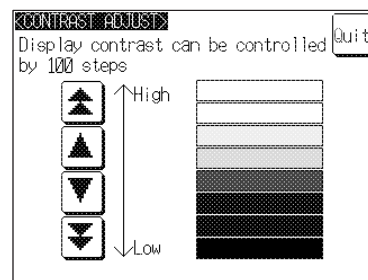 <CONTRAST ADJUST>
Display contrast can be controlled
by 100 steps
Quit
High
Low